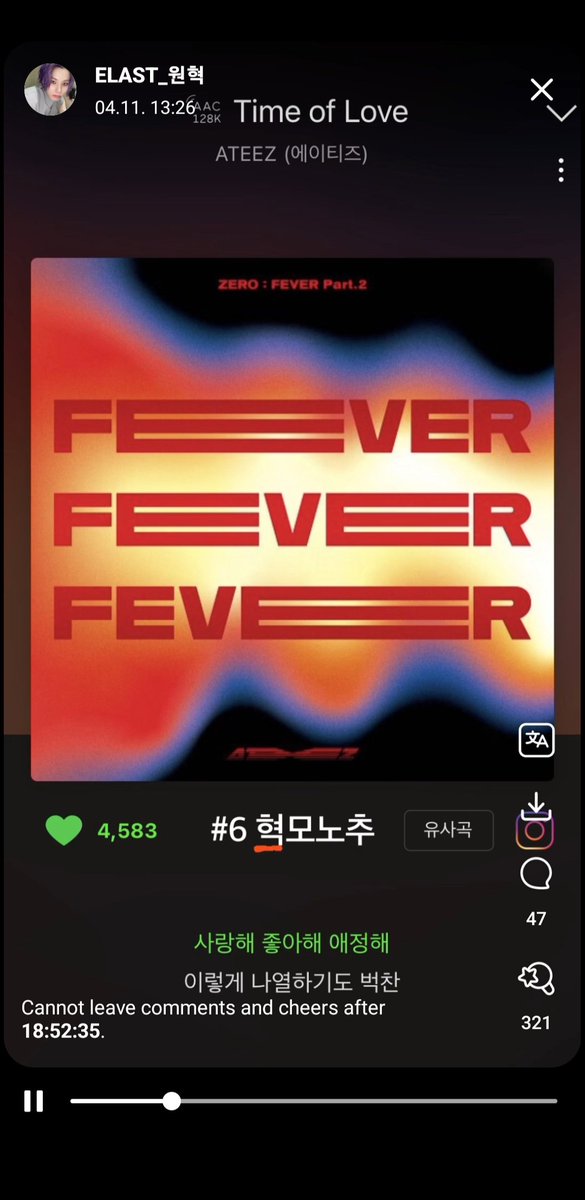 ELAST_원혁
04.11. 13:26
AAC
128K
Time of Love
ATEEZ (에이티즈)
ZERO : FEVER Part.2
FEVER
FEVER
FEVER
ATEEZ
文A
4,583
#6 혁모노추
유사곡
47
사랑해 좋아해 애정해
이렇게 나열하기도 벅찬
Cannot leave comments and cheers after
18:52:35.
321